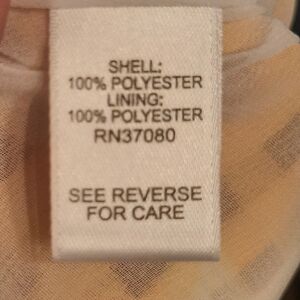 SHELL:
100% POLYESTER
LINING:
100% POLYESTER
RN37080
SEE REVERSE
FOR CARE